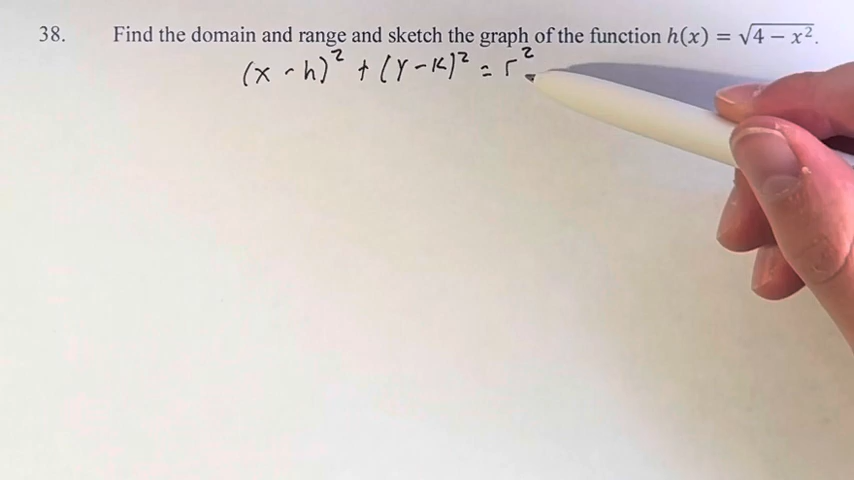 38. Find the domain and range and sketch the graph of the function h(x) = √4 − x².
(x - h)² + (y - k)² = r²